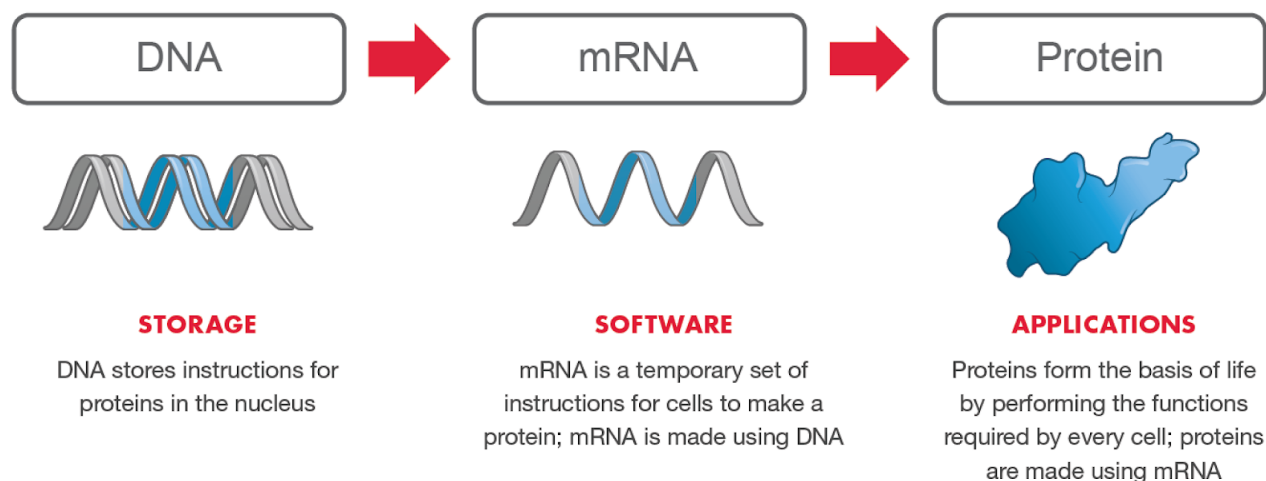 DNA
mRNA
Protein
STORAGE
DNA stores instructions for
proteins in the nucleus
SOFTWARE
mRNA is a temporary set of
instructions for cells to make a
protein; mRNA is made using DNA
APPLICATIONS
Proteins form the basis of life
by performing the functions
required by every cell; proteins
are made using mRNA